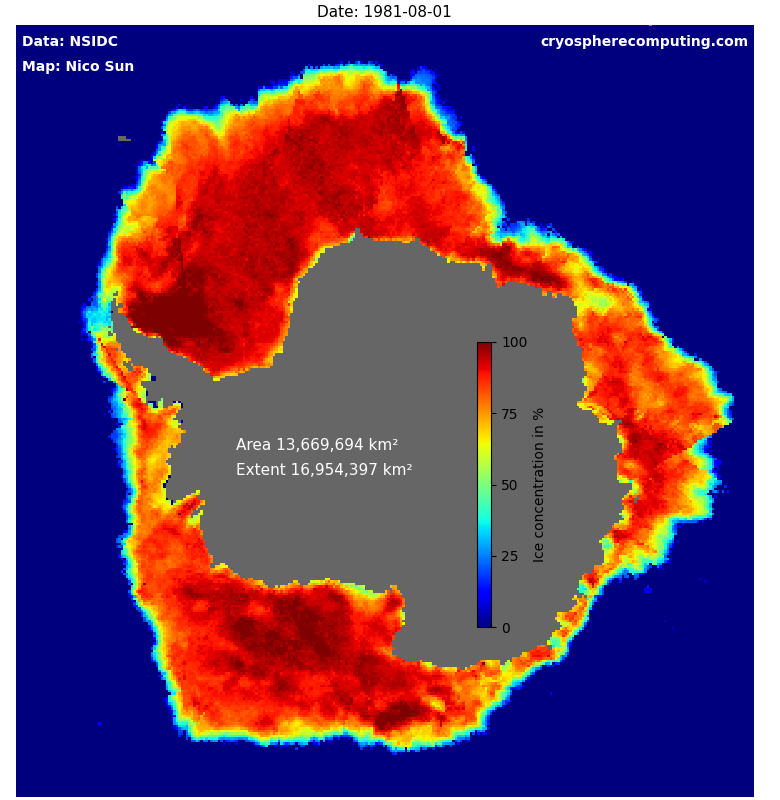 Date: 1981-08-01
Data: NSIDC
cryospherecomputing.com
Map: Nico Sun
100
75
50
25
0
Ice concentration in %
Area 13,669,694 km²
Extent 16,954,397 km²